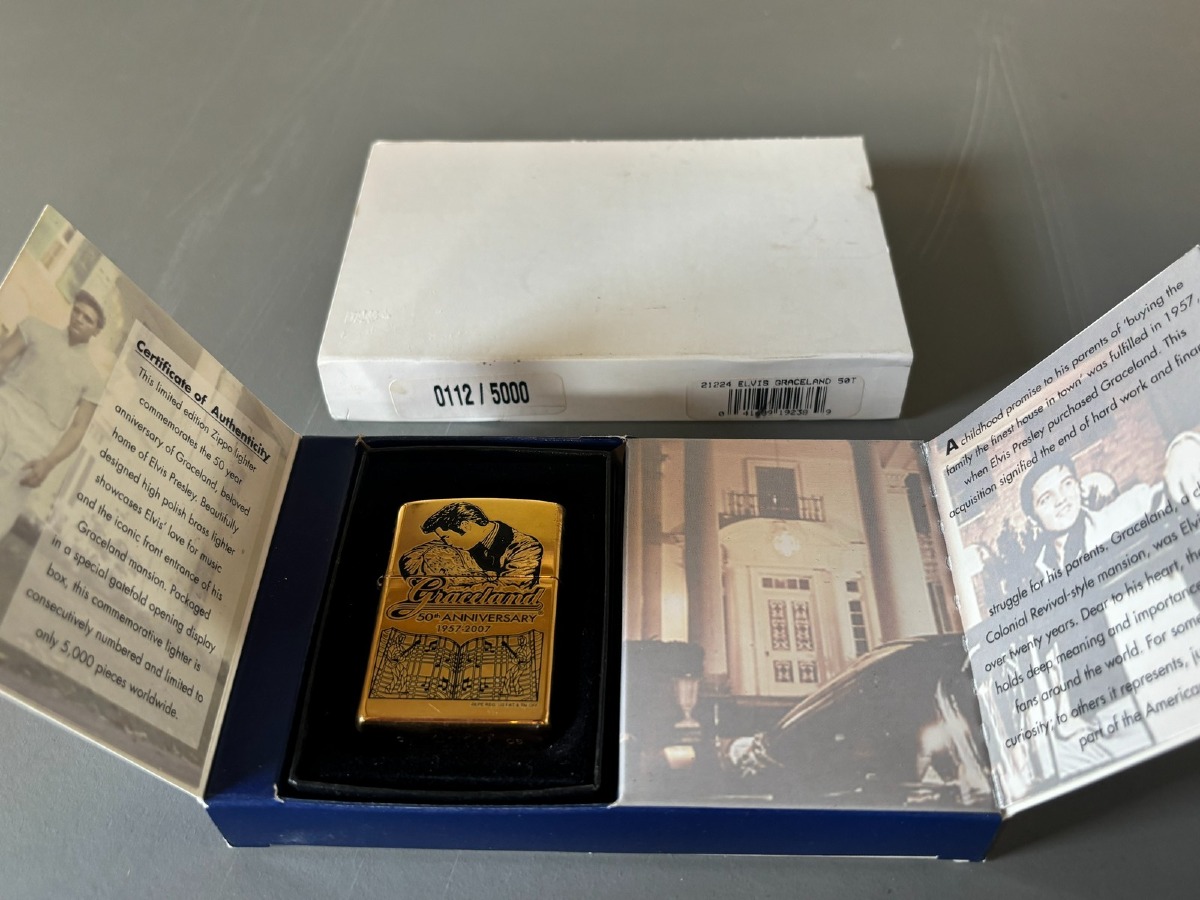 0112 / 5000
21224 ELVIS GRACELAND 50T
Certificate of Authenticity
This limited edition Zippo lighter
commemorates the 50 year
anniversary of Graceland, beloved
home of Elvis Presley. Beautifully
designed high polish brass lighter
showcases Elvis' love for music
and the iconic front entrance of his
Graceland mansion. Packaged
in a special gatefold opening display
box, this commemorative lighter is
consecutively numbered and limited to
only 5,000 pieces worldwide.
Graceland
50th ANNIVERSARY
1957-2007
A childhood promise to his parents of 'buying the
family the finest house in town' was fulfilled in 1957,
when Elvis Presley purchased Graceland. This
acquisition signified the end of hard work and
struggle for his parents. Graceland, a
Colonial Revival-style mansion, was
over twenty years. Dear to his heart,
holds deep meaning and importance
fans around the world. For some
curiosity; to others it represents,
part of the